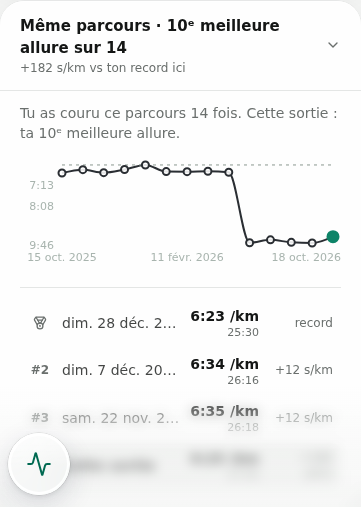 Même parcours · 10ᵉ meilleure
allure sur 14
+182 s/km vs ton record ici
Tu as couru ce parcours 14 fois. Cette sortie :
ta 10ᵉ meilleure allure.
7:13
8:08
9:46
15 oct. 2025 11 févr. 2026 18 oct. 2026
dim. 28 déc. 2… 6:23 /km record
25:30
#2 dim. 7 déc. 20… 6:34 /km +12 s/km
26:16
#3 sam. 22 nov. 2… 6:35 /km +12 s/km
26:18